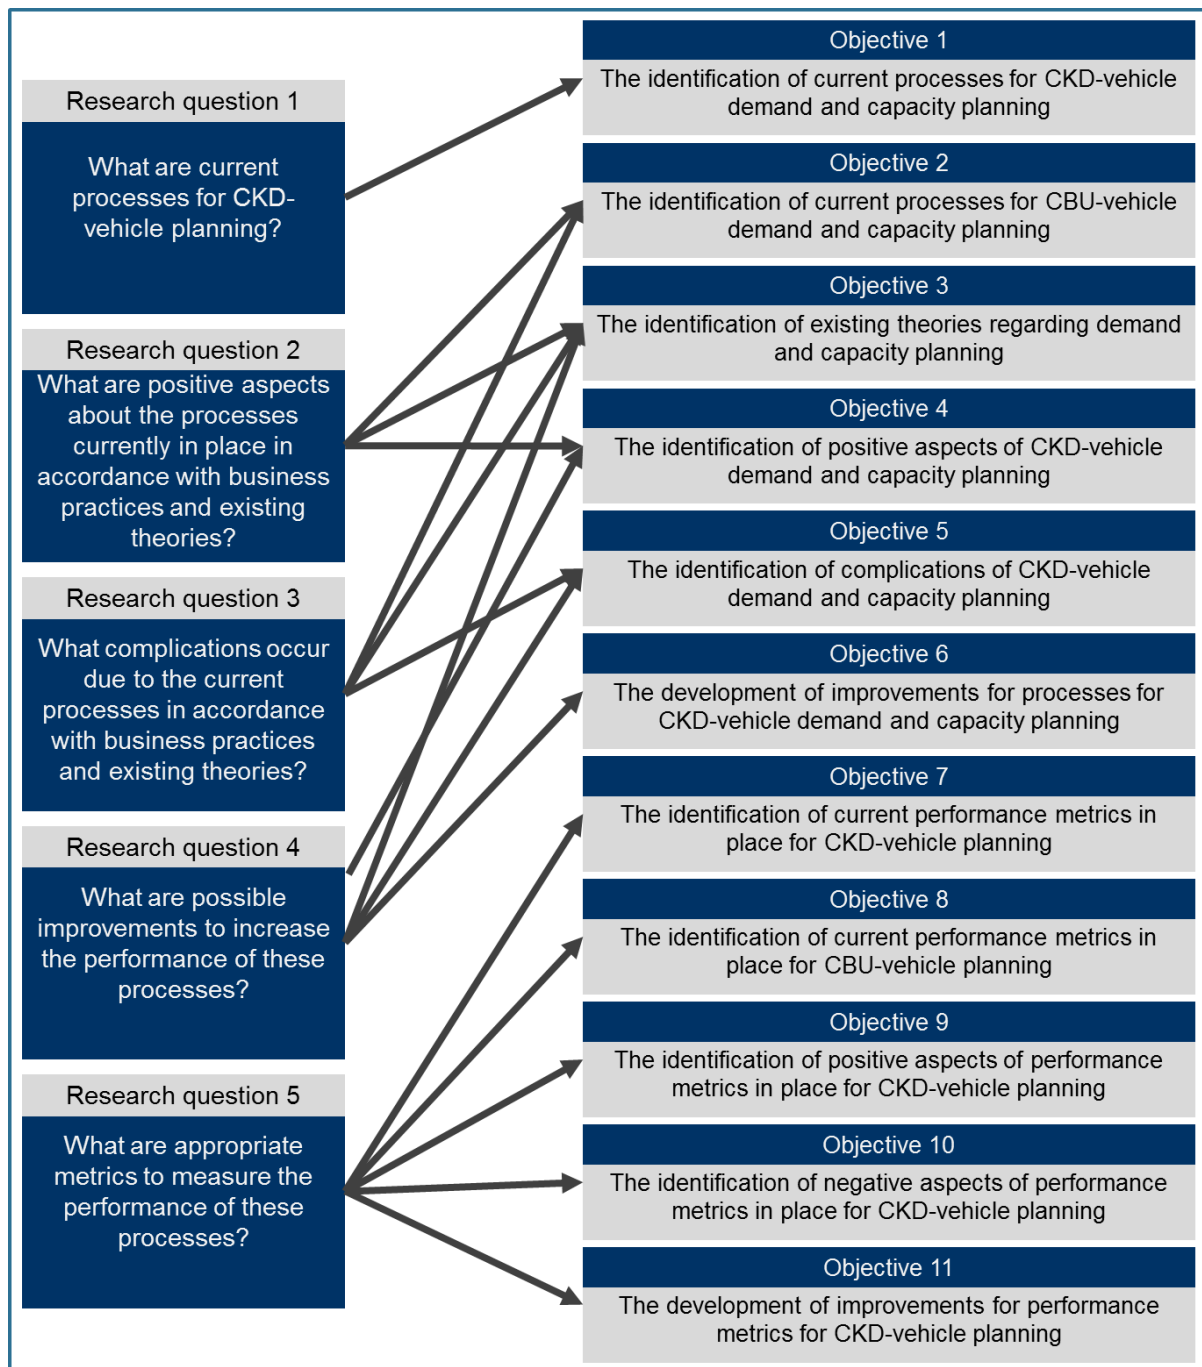 Research question 1
What are current
processes for CKD-
vehicle planning?
Research question 2
What are positive aspects
about the processes
currently in place in
accordance with business
practices and existing
theories?
Research question 3
What complications occur
due to the current
processes in accordance
with business practices
and existing theories?
Research question 4
What are possible
improvements to increase
the performance of these
processes?
Research question 5
What are appropriate
metrics to measure the
performance of these
processes?
Objective 1
The identification of current processes for CKD-vehicle
demand and capacity planning
Objective 2
The identification of current processes for CBU-vehicle
demand and capacity planning
Objective 3
The identification of existing theories regarding demand
and capacity planning
Objective 4
The identification of positive aspects of CKD-vehicle
demand and capacity planning
Objective 5
The identification of complications of CKD-vehicle
demand and capacity planning
Objective 6
The development of improvements for processes for
CKD-vehicle demand and capacity planning
Objective 7
The identification of current performance metrics in
place for CKD-vehicle planning
Objective 8
The identification of current performance metrics in
place for CBU-vehicle planning
Objective 9
The identification of positive aspects of performance
metrics in place for CKD-vehicle planning
Objective 10
The identification of negative aspects of performance
metrics in place for CKD-vehicle planning
Objective 11
The development of improvements for performance
metrics for CKD-vehicle planning